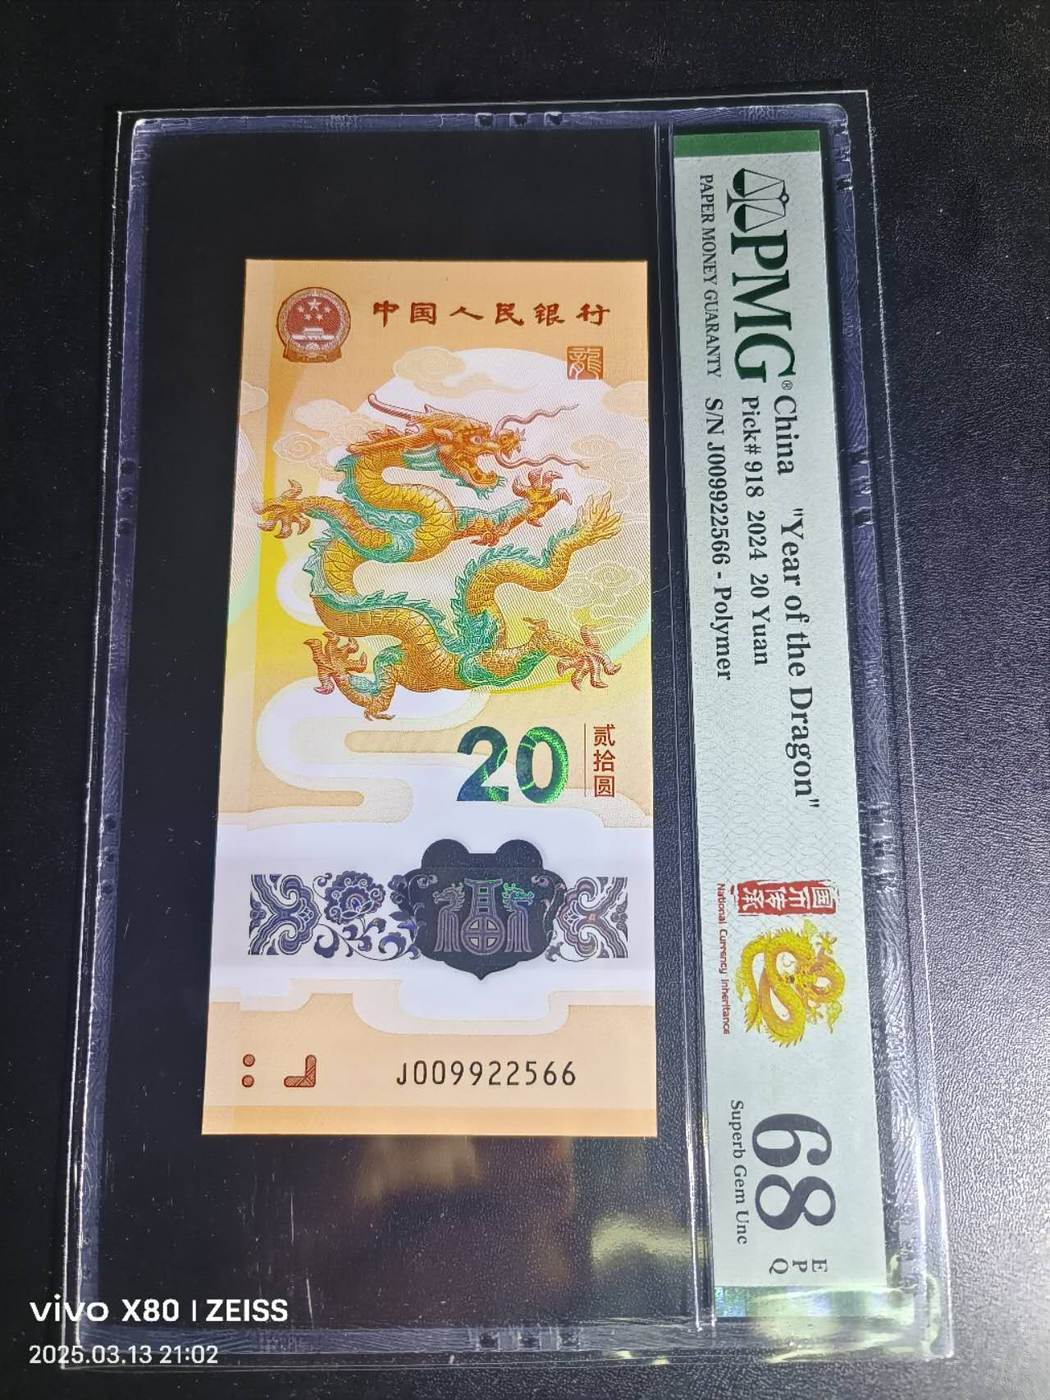 中国人民银行
龍
20
贰拾圆
J009922566
PMG®
PAPER MONEY GUARANTY
China "Year of the Dragon"
Pick# 918 2024 20 Yuan
S/N J009922566 - Polymer
国币传承
National Currency Inheritance
68
EPQ
Superb Gem Unc
vivo X80 | ZEISS
2025.03.13 21:02